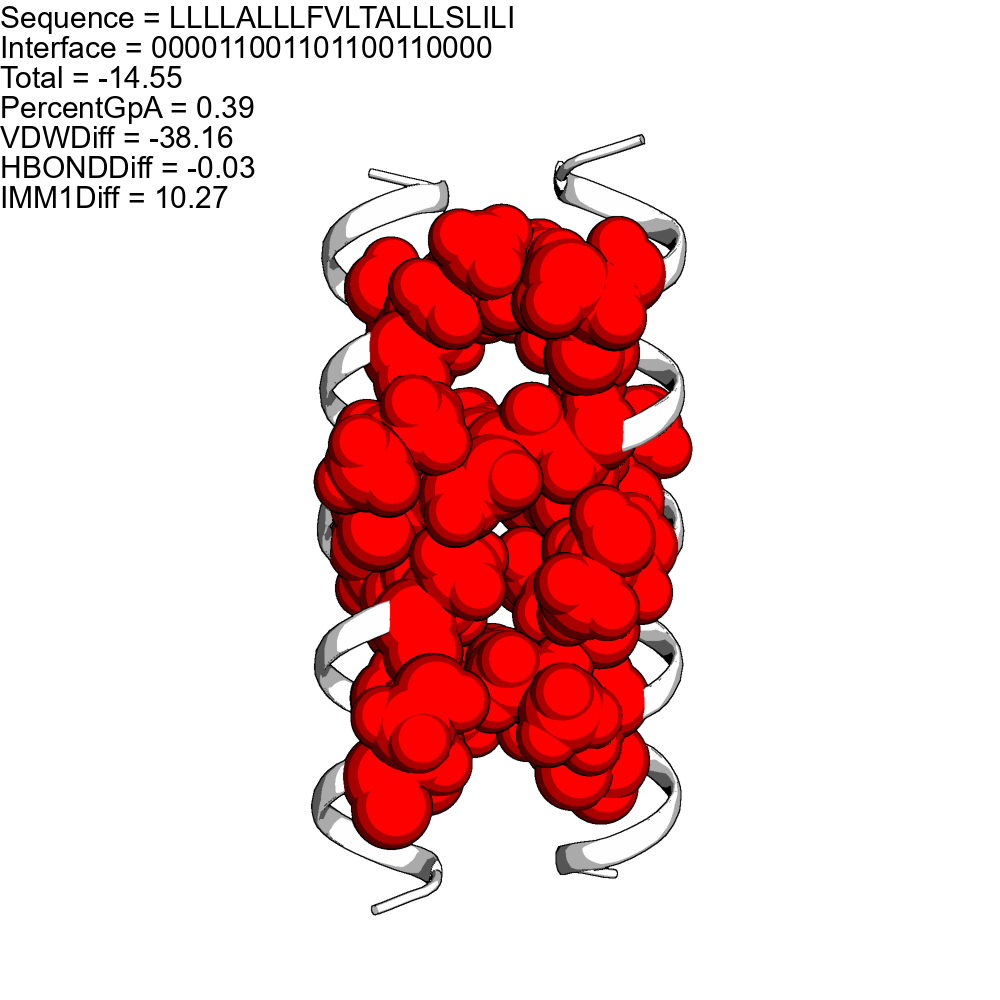 Sequence = LLLLALLLFVLTALLLSLILI
Interface = 000011001101100110000
Total = -14.55
PercentGpA = 0.39
VDWDiff = -38.16
HBONDDiff = -0.03
IMM1Diff = 10.27